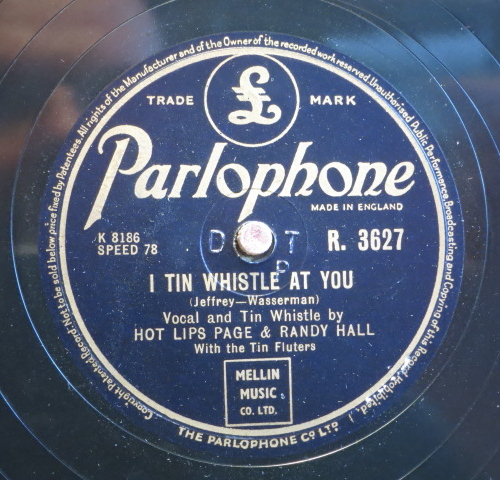 All rights of the Manufacturer and of the Owner of the recorded work reserved. Unauthorised Public Performance, Broadcasting and Copying of this Record Prohibited.
£
TRADE MARK
Parlophone
MADE IN ENGLAND
K 8186
SPEED 78
D T
P
R. 3627
I TIN WHISTLE AT YOU
(Jeffrey—Wasserman)
Vocal and Tin Whistle by
HOT LIPS PAGE & RANDY HALL
With the Tin Fluters
MELLIN
MUSIC
CO. LTD.
Copyright Patented Record: Not to be sold below price fixed by Patentees.
THE PARLOPHONE CO LTD